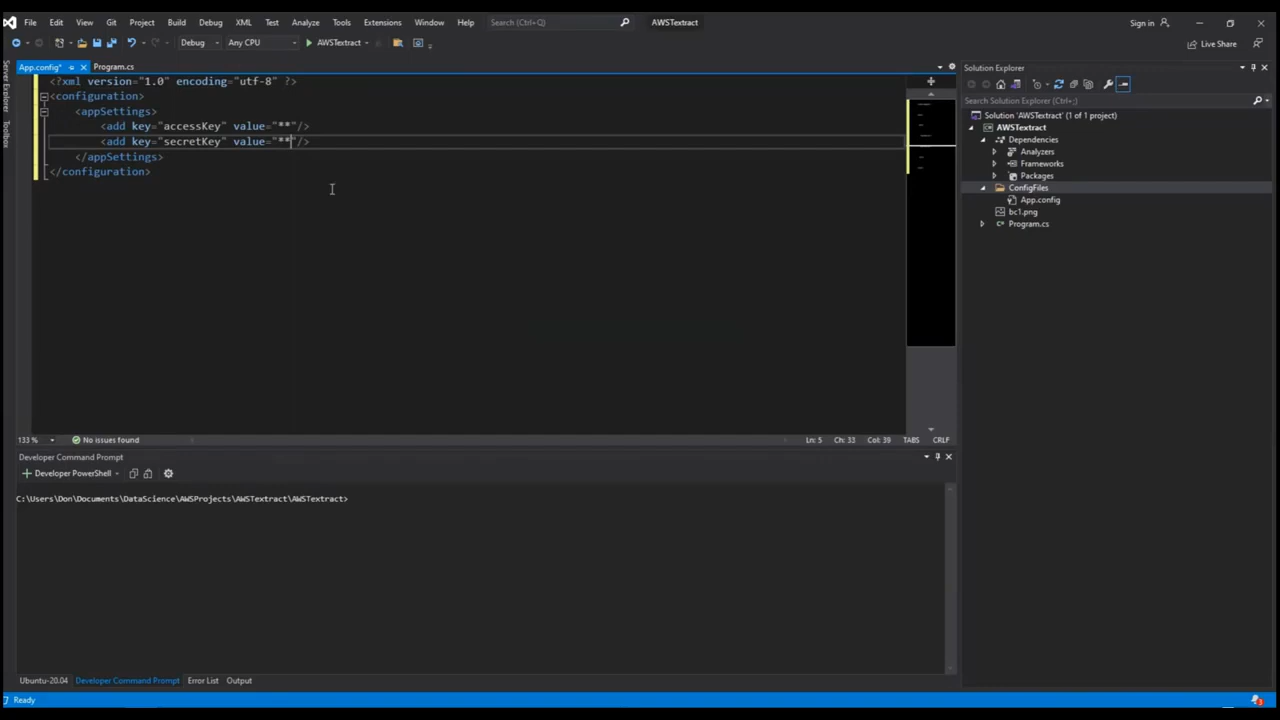 File Edit View Git Project Build Debug XML Test Analyze Tools Extensions Window Help Search (Ctrl+Q) AWSTextract Sign in
Debug Any CPU AWSTextract Live Share
App.config* Program.cs
Solution Explorer
Server Explorer
Toolbox
<?xml version="1.0" encoding="utf-8" ?>
<configuration>
<appSettings>
<add key="accessKey" value="**"/>
<add key="secretKey" value="**"/>
</appSettings>
</configuration>
Search Solution Explorer (Ctrl+;)
Solution 'AWSTextract' (1 of 1 project)
AWSTextract
Dependencies
Analyzers
Frameworks
Packages
ConfigFiles
App.config
bc1.png
Program.cs
133 % No issues found Ln: 5 Ch: 33 Col: 39 TABS CRLF
Developer Command Prompt
Developer PowerShell
C:\Users\Don\Documents\DataScience\AWSProjects\AWSTextract\AWSTextract>
Ubuntu-20.04 Developer Command Prompt Error List Output
Ready 3